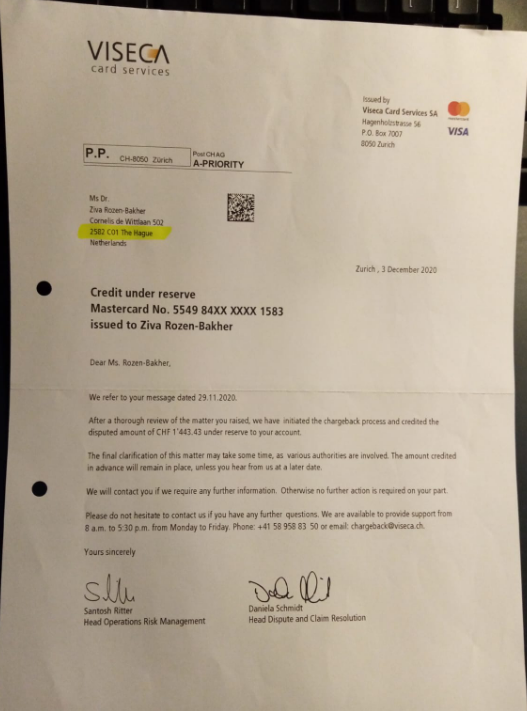 VISECA
card services
Issued by
Viseca Card Services SA
Hagenholzstrasse 56
P.O. Box 7007
8050 Zurich
mastercard
VISA
P.P. CH-8050 Zürich
Post CH AG
A-PRIORITY
Ms Dr.
Ziva Rozen-Bakher
Cornelis de Wittlaan 502
2582 CO1 The Hague
Netherlands
Zurich , 3 December 2020
Credit under reserve
Mastercard No. 5549 84XX XXXX 1583
issued to Ziva Rozen-Bakher
Dear Ms. Rozen-Bakher,
We refer to your message dated 29.11.2020.
After a thorough review of the matter you raised, we have initiated the chargeback process and credited the
disputed amount of CHF 1'443.43 under reserve to your account.
The final clarification of this matter may take some time, as various authorities are involved. The amount credited
in advance will remain in place, unless you hear from us at a later date.
We will contact you if we require any further information. Otherwise no further action is required on your part.
Please do not hesitate to contact us if you have any further questions. We are available to provide support from
8 a.m. to 5:30 p.m. from Monday to Friday. Phone: +41 58 958 83 50 or email: chargeback@viseca.ch.
Yours sincerely
Santosh Ritter
Head Operations Risk Management
Daniela Schmidt
Head Dispute and Claim Resolution